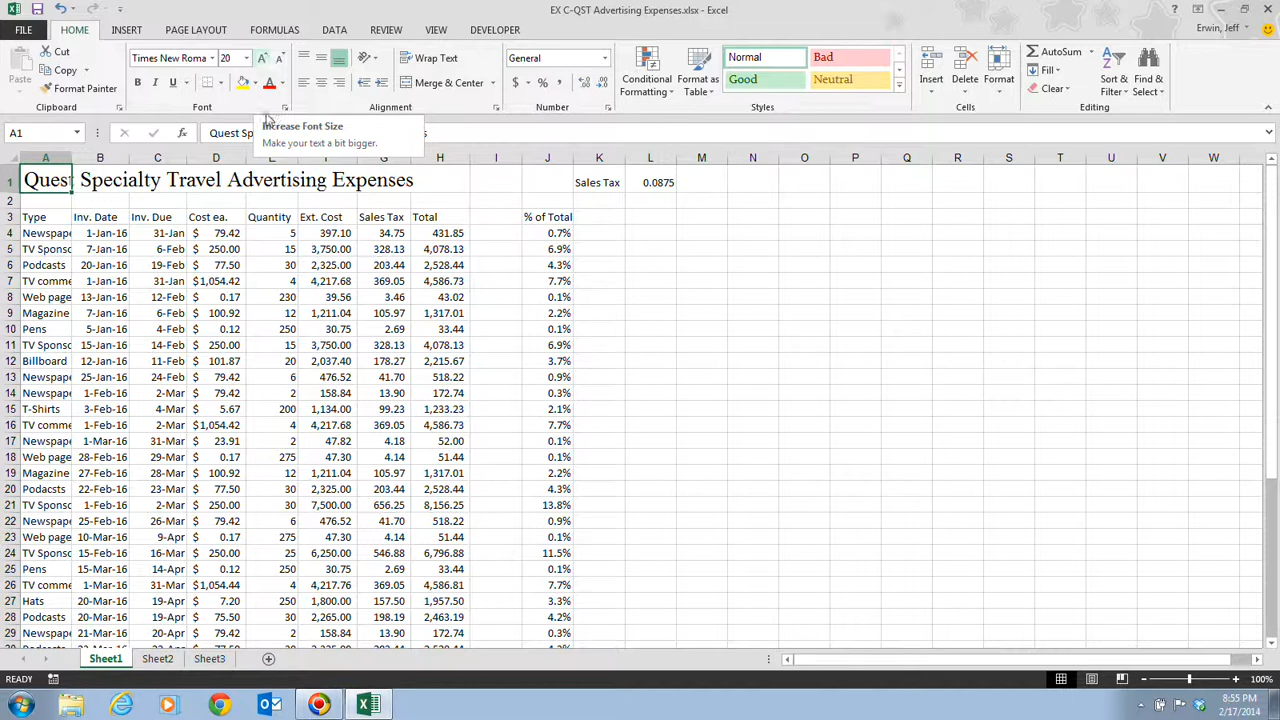 EX C-QST Advertising Expenses.xlsx - Excel
FILE HOME INSERT PAGE LAYOUT FORMULAS DATA REVIEW VIEW DEVELOPER Erwin, Jeff
Paste
Cut
Copy
Format Painter
Clipboard
Times New Roma 20
B I U
Font
Wrap Text
Merge & Center
Alignment
General
$ % ,
Number
Conditional Formatting
Format as Table
Normal Bad
Good Neutral
Styles
Insert Delete Format
Cells
AutoSum
Fill
Clear
Sort & Filter
Find & Select
Editing
A1 fx Quest Sp s
Increase Font Size
Make your text a bit bigger.
A B C D E F G H I J K L M N O P Q R S T U V W
1 Quest Specialty Travel Advertising Expenses Sales Tax 0.0875
2
3 Type Inv. Date Inv. Due Cost ea. Quantity Ext. Cost Sales Tax Total % of Total
4 Newspape 1-Jan-16 31-Jan $ 79.42 5 397.10 34.75 431.85 0.7%
5 TV Sponso 7-Jan-16 6-Feb $ 250.00 15 3,750.00 328.13 4,078.13 6.9%
6 Podcasts 20-Jan-16 19-Feb $ 77.50 30 2,325.00 203.44 2,528.44 4.3%
7 TV comme 1-Jan-16 31-Jan $1,054.42 4 4,217.68 369.05 4,586.73 7.7%
8 Web page 13-Jan-16 12-Feb $ 0.17 230 39.56 3.46 43.02 0.1%
9 Magazine 7-Jan-16 6-Feb $ 100.92 12 1,211.04 105.97 1,317.01 2.2%
10 Pens 5-Jan-16 4-Feb $ 0.12 250 30.75 2.69 33.44 0.1%
11 TV Sponso 15-Jan-16 14-Feb $ 250.00 15 3,750.00 328.13 4,078.13 6.9%
12 Billboard 12-Jan-16 11-Feb $ 101.87 20 2,037.40 178.27 2,215.67 3.7%
13 Newspape 25-Jan-16 24-Feb $ 79.42 6 476.52 41.70 518.22 0.9%
14 Newspape 1-Feb-16 2-Mar $ 79.42 2 158.84 13.90 172.74 0.3%
15 T-Shirts 3-Feb-16 4-Mar $ 5.67 200 1,134.00 99.23 1,233.23 2.1%
16 TV comme 1-Feb-16 2-Mar $1,054.42 4 4,217.68 369.05 4,586.73 7.7%
17 Newspape 1-Mar-16 31-Mar $ 23.91 2 47.82 4.18 52.00 0.1%
18 Web page 28-Feb-16 29-Mar $ 0.17 275 47.30 4.14 51.44 0.1%
19 Magazine 27-Feb-16 28-Mar $ 100.92 12 1,211.04 105.97 1,317.01 2.2%
20 Podacsts 22-Feb-16 23-Mar $ 77.50 30 2,325.00 203.44 2,528.44 4.3%
21 TV Sponso 1-Feb-16 2-Mar $ 250.00 30 7,500.00 656.25 8,156.25 13.8%
22 Newspape 25-Feb-16 26-Mar $ 79.42 6 476.52 41.70 518.22 0.9%
23 Web page 10-Mar-16 9-Apr $ 0.17 275 47.30 4.14 51.44 0.1%
24 TV Sponso 15-Feb-16 16-Mar $ 250.00 25 6,250.00 546.88 6,796.88 11.5%
25 Pens 15-Mar-16 14-Apr $ 0.12 250 30.75 2.69 33.44 0.1%
26 TV comme 1-Mar-16 31-Mar $1,054.44 4 4,217.76 369.05 4,586.81 7.7%
27 Hats 20-Mar-16 19-Apr $ 7.20 250 1,800.00 157.50 1,957.50 3.3%
28 Podcasts 20-Mar-16 19-Apr $ 75.50 30 2,265.00 198.19 2,463.19 4.2%
29 Newspape 21-Mar-16 20-Apr $ 79.42 2 158.84 13.90 172.74 0.3%
Sheet1 Sheet2 Sheet3
READY 100%
8:55 PM
2/17/2014